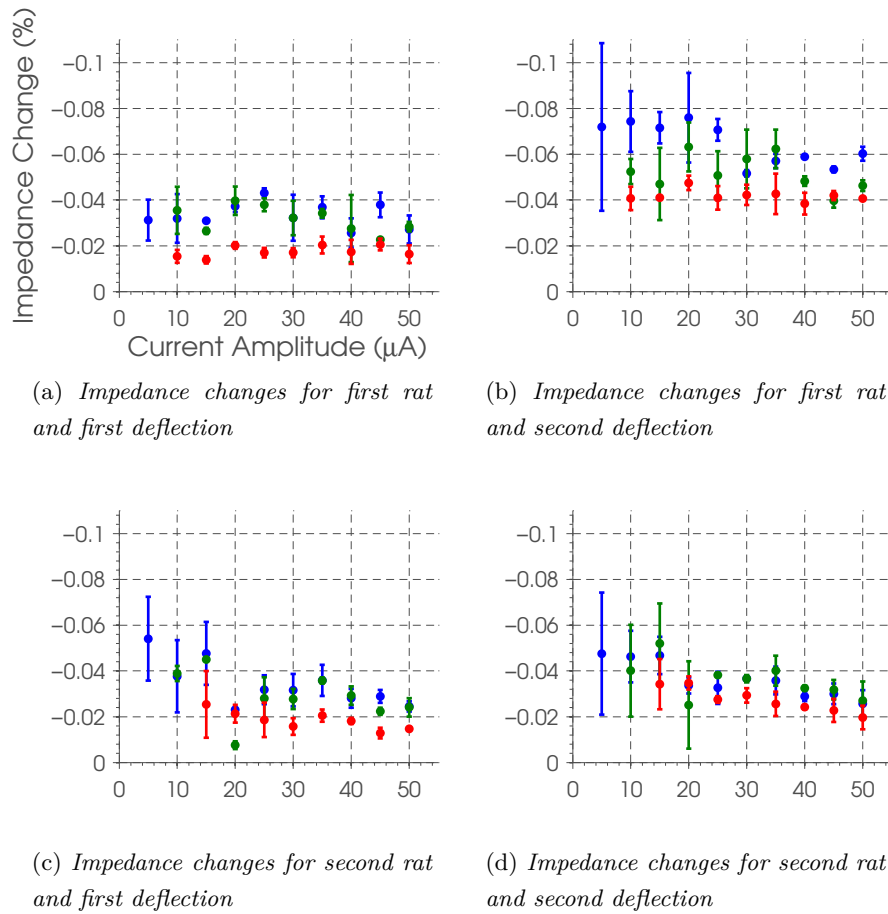 Impedance Change (%)
−0.1
−0.08
−0.06
−0.04
−0.02
0
0 10 20 30 40 50
Current Amplitude (μA)
−0.1
−0.08
−0.06
−0.04
−0.02
0
0 10 20 30 40 50
(a) Impedance changes for first rat
and first deflection
(b) Impedance changes for first rat
and second deflection
−0.1
−0.08
−0.06
−0.04
−0.02
0
0 10 20 30 40 50
−0.1
−0.08
−0.06
−0.04
−0.02
0
0 10 20 30 40 50
(c) Impedance changes for second rat
and first deflection
(d) Impedance changes for second rat
and second deflection